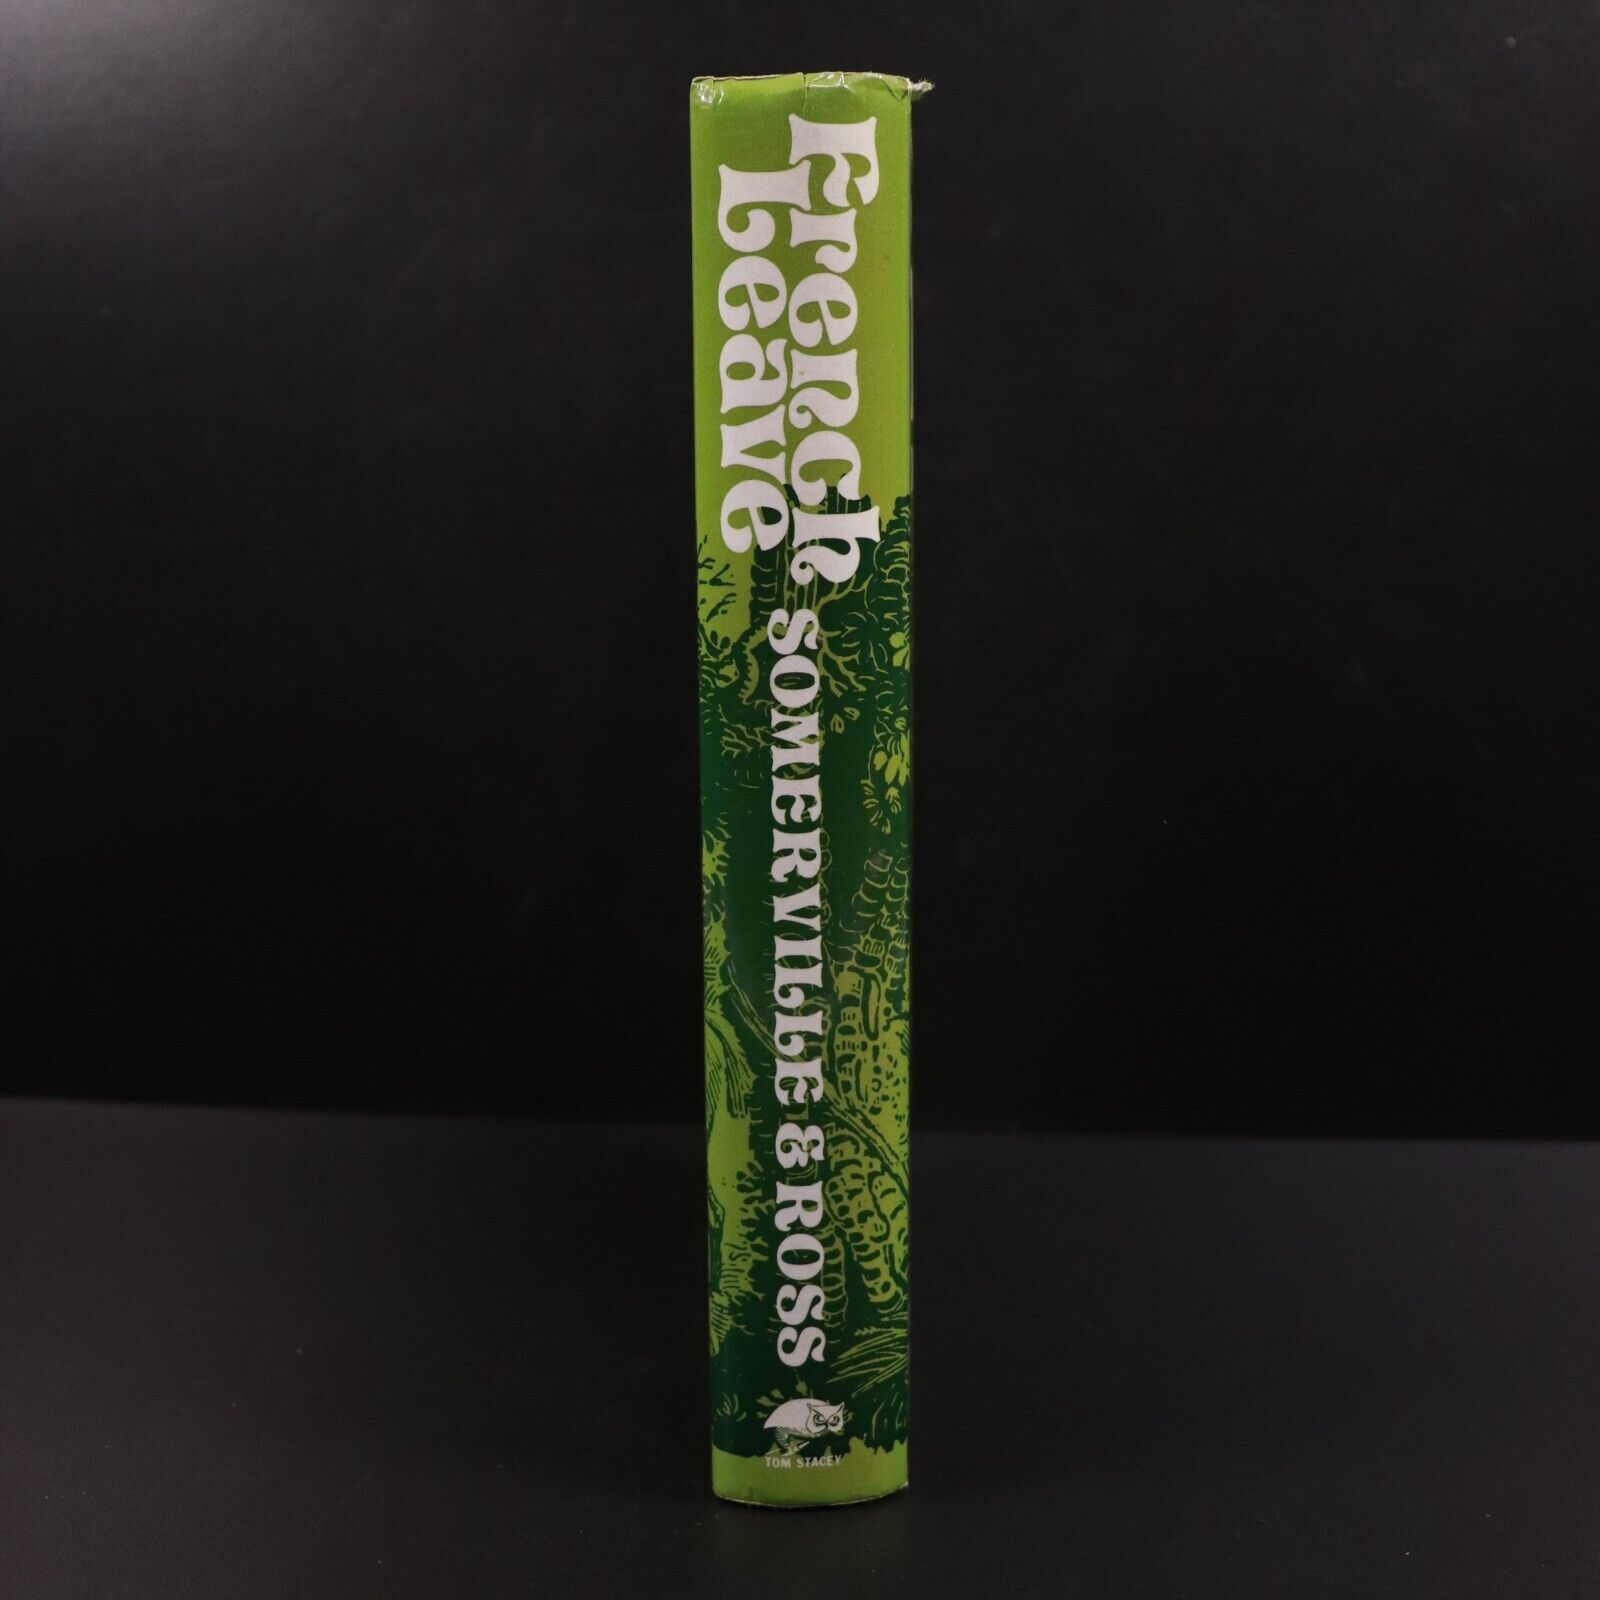 French
Leave
SOMERVILLE & ROSS
TOM STACEY